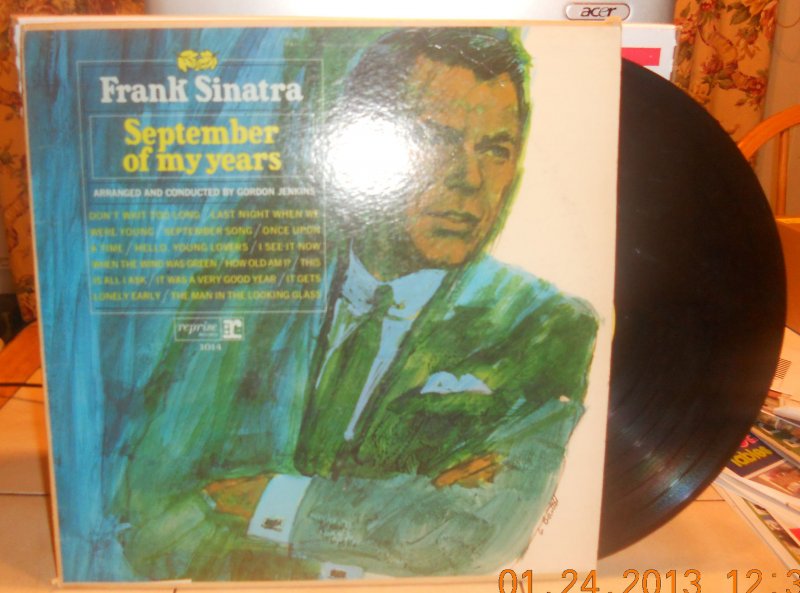 acer
Frank Sinatra
September
of my years
ARRANGED AND CONDUCTED BY GORDON JENKINS
DON'T WAIT TOO LONG / LAST NIGHT WHEN WE
WERE YOUNG / SEPTEMBER SONG / ONCE UPON
A TIME / HELLO, YOUNG LOVERS / I SEE IT NOW
WHEN THE WIND WAS GREEN / HOW OLD AM I? / THIS
IS ALL I ASK / IT WAS A VERY GOOD YEAR / IT GETS
LONELY EARLY / THE MAN IN THE LOOKING GLASS
reprise
1014
01.24.2013 12:3